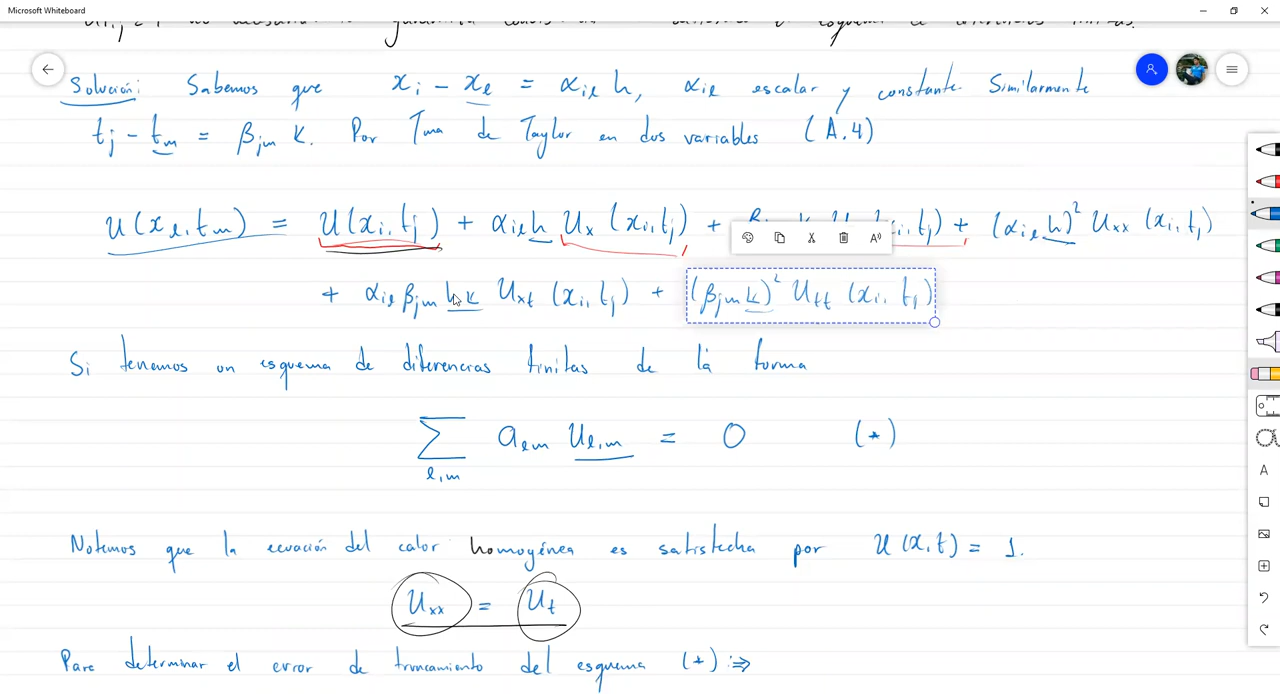 Microsoft Whiteboard
Solución: Sabemos que x_i - x_l = α_il h, α_il escalar y constante. Similarmente
t_j - t_m = β_jm k. Por Tma de Taylor en dos variables (A.4)
u(x_l, t_m) = u(x_i, t_j) + α_il h u_x (x_i, t_j) + (x_i, t_j) + (α_il h)² u_xx (x_i, t_j)
+ α_il β_jm h k u_xt (x_i, t_j) + (β_jm k)² u_tt (x_i, t_j)
Si tenemos un esquema de diferencias finitas de la forma
∑_{l,m} a_lm u_l,m = 0 (*)
Notemos que la ecuación del calor homogénea es satisfecha por u(x,t) = 1.
u_xx = u_t
Para determinar el error de truncamiento del esquema (*) :⇒